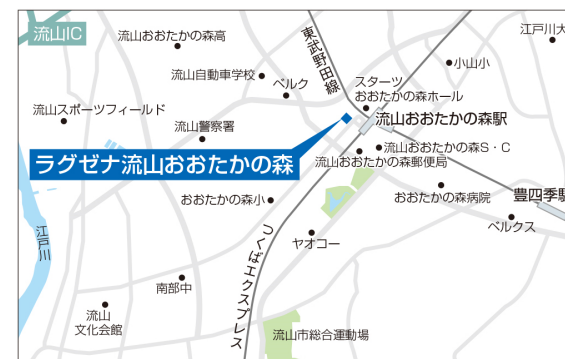 流山IC
流山おおたかの森高
東武野田線
江戸川大
小山小
流山自動車学校
ベルク
スターツ
おおたかの森ホール
流山スポーツフィールド
流山警察署
流山おおたかの森駅
流山おおたかの森S・C
流山おおたかの森郵便局
ラグゼナ流山おおたかの森
おおたかの森小
おおたかの森病院
豊四季駅
ベルクス
江戸川
つくばエクスプレス
ヤオコー
南部中
流山
文化会館
流山市総合運動場